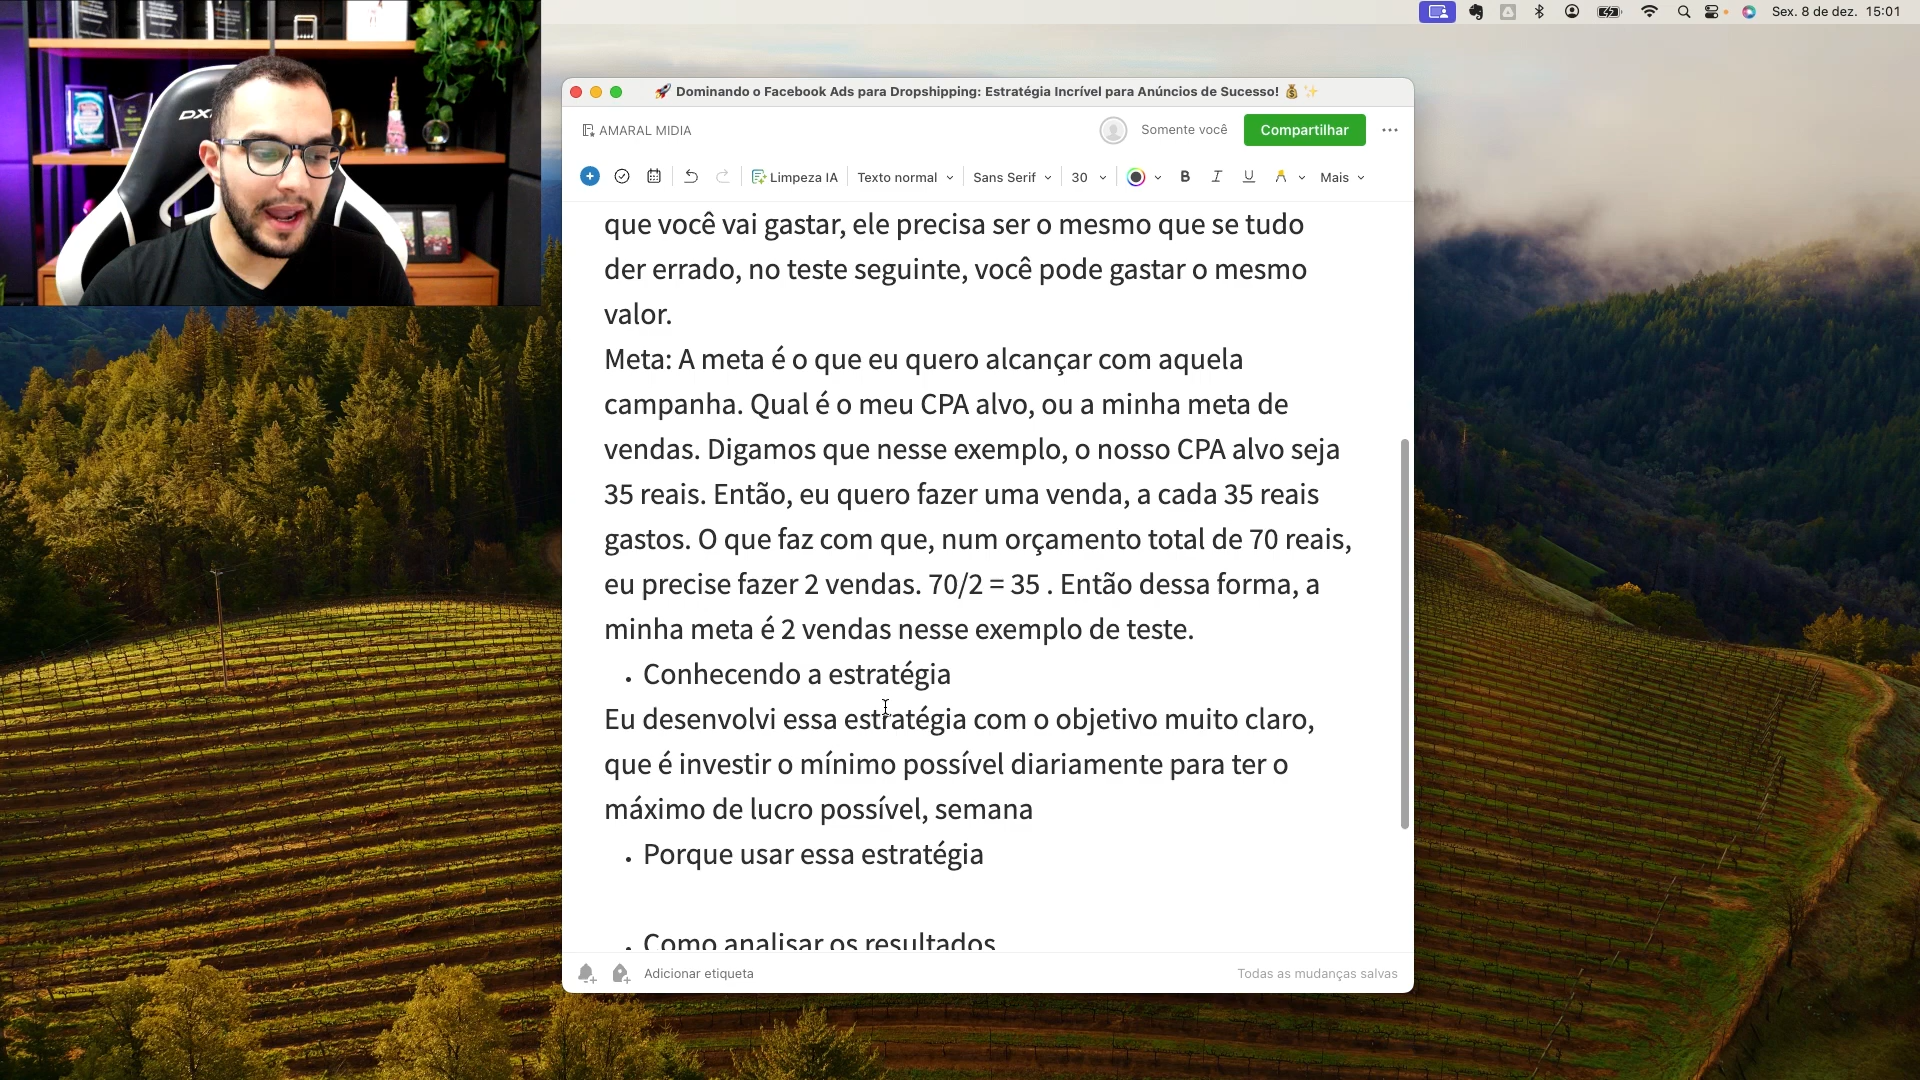 Sex. 8 de dez. 15:01
DX
🚀 Dominando o Facebook Ads para Dropshipping: Estratégia Incrível para Anúncios de Sucesso! 💰 ✨
AMARAL MIDIA
Somente você
Compartilhar
Limpeza IA
Texto normal
Sans Serif
30
B
I
U
A
Mais
que você vai gastar, ele precisa ser o mesmo que se tudo
der errado, no teste seguinte, você pode gastar o mesmo
valor.
Meta: A meta é o que eu quero alcançar com aquela
campanha. Qual é o meu CPA alvo, ou a minha meta de
vendas. Digamos que nesse exemplo, o nosso CPA alvo seja
35 reais. Então, eu quero fazer uma venda, a cada 35 reais
gastos. O que faz com que, num orçamento total de 70 reais,
eu precise fazer 2 vendas. 70/2 = 35 . Então dessa forma, a
minha meta é 2 vendas nesse exemplo de teste.
• Conhecendo a estratégia
Eu desenvolvi essa estratégia com o objetivo muito claro,
que é investir o mínimo possível diariamente para ter o
máximo de lucro possível, semana
• Porque usar essa estratégia
• Como analisar os resultados
Adicionar etiqueta
Todas as mudanças salvas